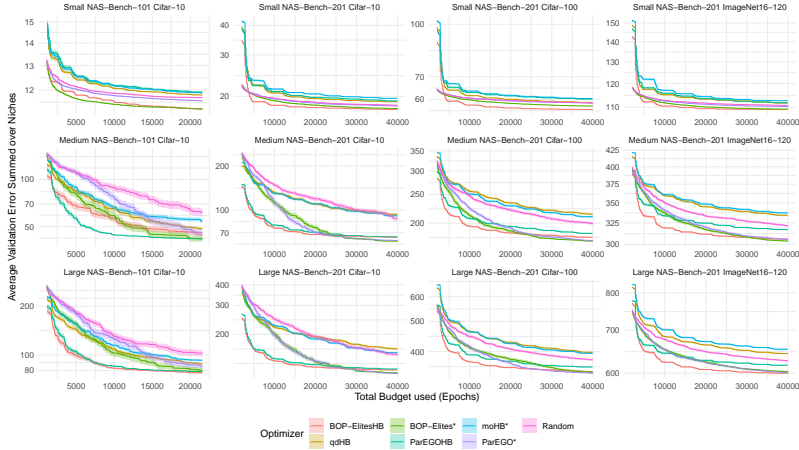 Small NAS−Bench−101 Cifar−10
Small NAS−Bench−201 Cifar−10
Small NAS−Bench−201 Cifar−100
Small NAS−Bench−201 ImageNet16−120
15
14
13
12
5000 10000 15000 20000
40
30
20
10000 20000 30000 40000
100
70
60
10000 20000 30000 40000
150
140
130
120
110
10000 20000 30000 40000
Medium NAS−Bench−101 Cifar−10
Medium NAS−Bench−201 Cifar−10
Medium NAS−Bench−201 Cifar−100
Medium NAS−Bench−201 ImageNet16−120
100
70
50
5000 10000 15000 20000
200
100
70
10000 20000 30000 40000
350
300
250
200
10000 20000 30000 40000
425
400
375
350
325
300
10000 20000 30000 40000
Large NAS−Bench−101 Cifar−10
Large NAS−Bench−201 Cifar−10
Large NAS−Bench−201 Cifar−100
Large NAS−Bench−201 ImageNet16−120
200
100
80
5000 10000 15000 20000
400
300
200
10000 20000 30000 40000
600
500
400
10000 20000 30000 40000
800
700
600
10000 20000 30000 40000
Average Validation Error Summed over Niches
Total Budget used (Epochs)
Optimizer
BOP−ElitesHB BOP−Elites* moHB* Random
qdHB ParEGOHB ParEGO*